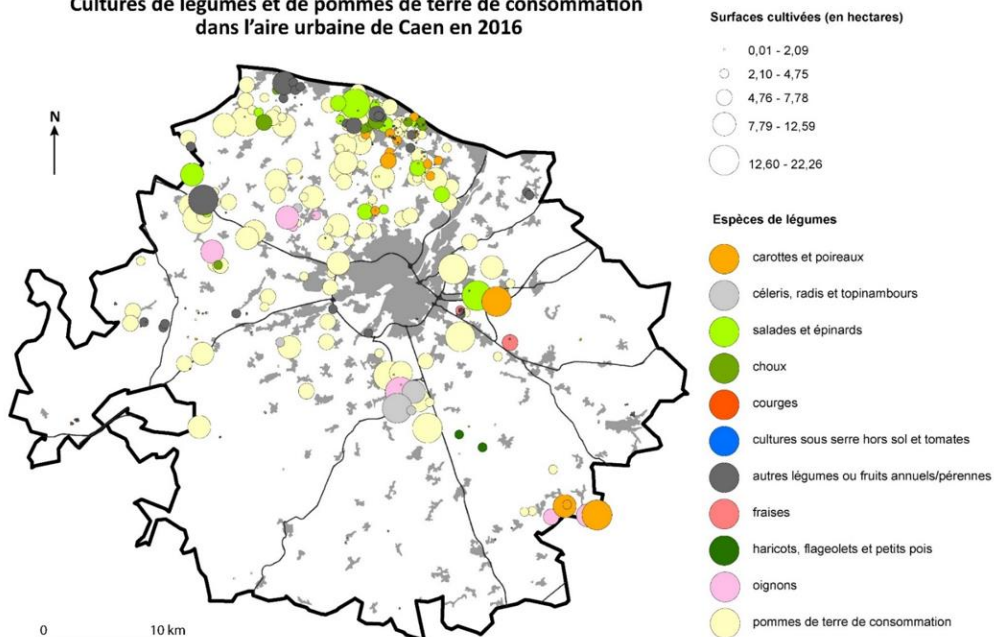 Cultures de légumes et de pommes de terre de consommation
dans l'aire urbaine de Caen en 2016
N
0 10 km
Surfaces cultivées (en hectares)
0,01 - 2,09
2,10 - 4,75
4,76 - 7,78
7,79 - 12,59
12,60 - 22,26
Espèces de légumes
carottes et poireaux
céleris, radis et topinambours
salades et épinards
choux
courges
cultures sous serre hors sol et tomates
autres légumes ou fruits annuels/pérennes
fraises
haricots, flageolets et petits pois
oignons
pommes de terre de consommation